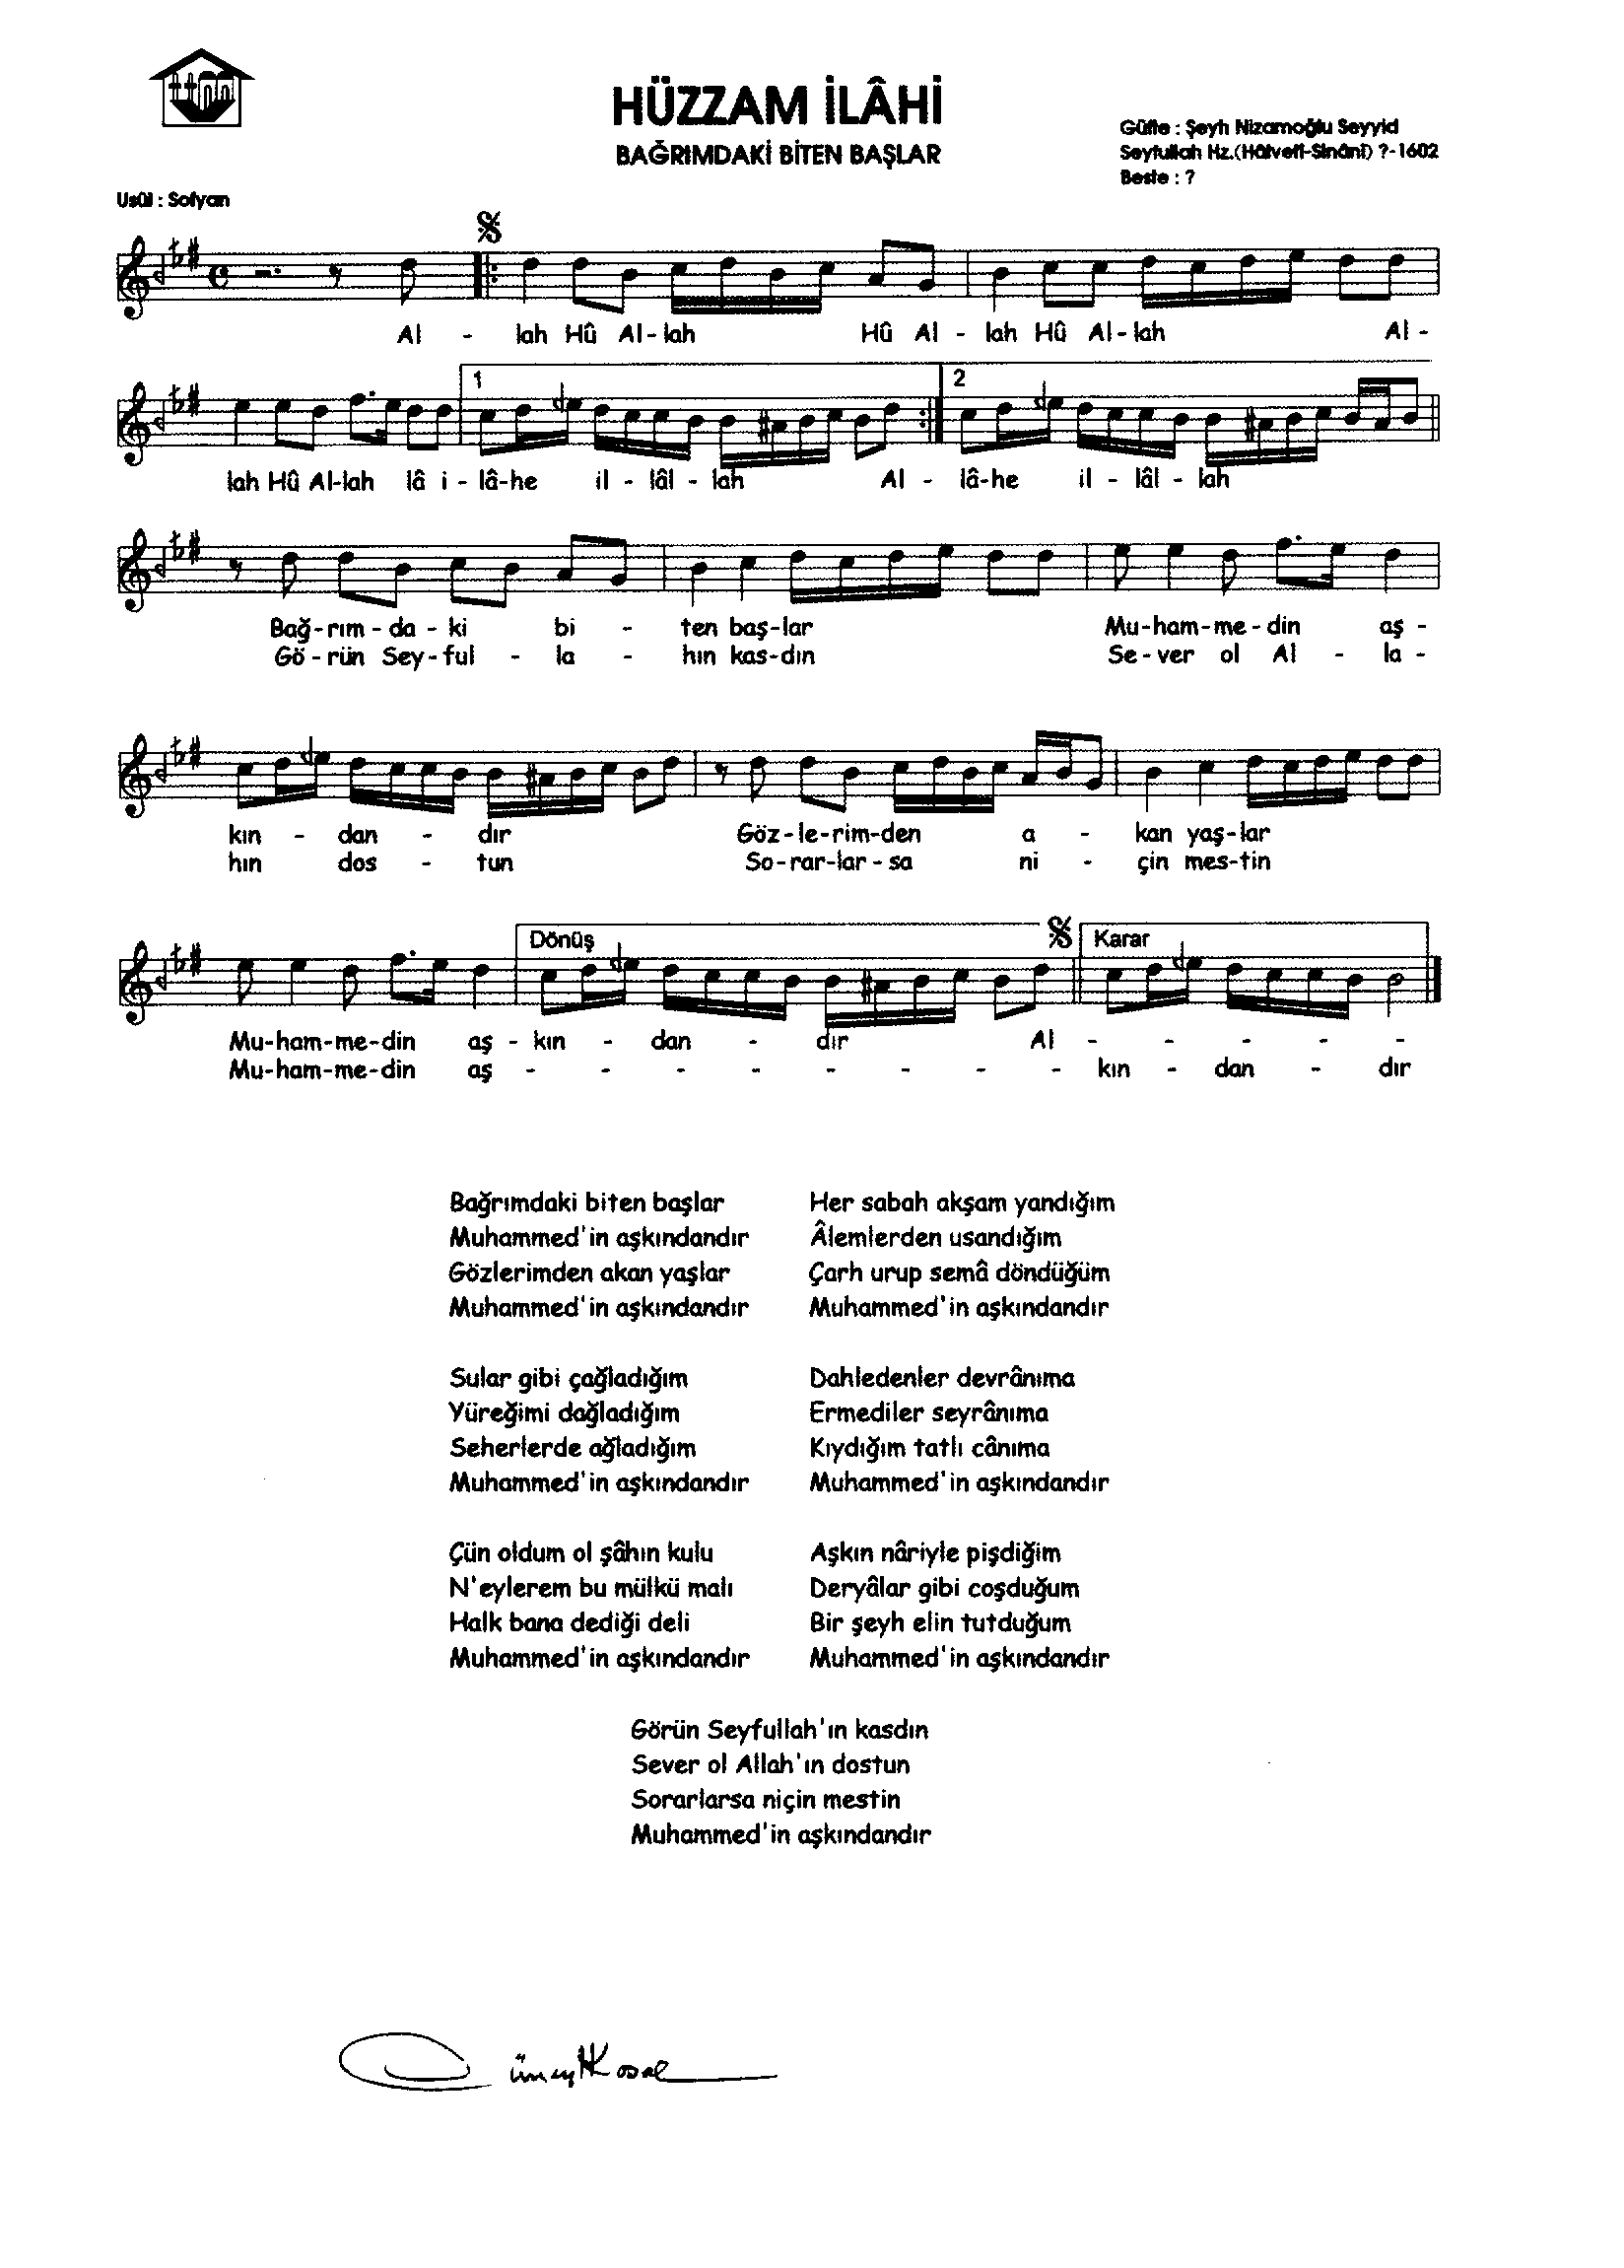 HÜZZAM İLÂHİ
BAĞRIMDAKİ BİTEN BAŞLAR
Güfte : Şeyh Nizamoğlu Seyyid
Seyfullah Hz.(Hâlvetî-Sinânî) ?-1602
Beste : ?
Usûl : Sofyan
Al - lah Hû Al-lah Hû Al - lah Hû Al-lah Al -
1 2
lah Hû Al-lah lâ i - lâ-he il - lâl - lah Al - lâ-he il - lâl - lah
Bağ-rım-da-ki bi - ten baş-lar Mu-ham-me-din aş -
Gö-rün Sey-ful - la - hın kas-dın Se-ver ol Al - la -
kın - dan - dır Göz-le-rim-den a - kan yaş-lar
hın dos - tun So-rar-lar-sa ni - çin mes-tin
Dönüş Karar
Mu-ham-me-din aş - kın - dan - dır Al - - - - -
Mu-ham-me-din aş - - - - - - - - kın - dan - dır
Bağrımdaki biten başlar
Muhammed'in aşkındandır
Gözlerimden akan yaşlar
Muhammed'in aşkındandır
Sular gibi çağladığım
Yüreğimi dağladığım
Seherlerde ağladığım
Muhammed'in aşkındandır
Çün oldum ol şâhın kulu
N'eylerem bu mülkü malı
Halk bana dediği deli
Muhammed'in aşkındandır
Her sabah akşam yandığım
Âlemlerden usandığım
Çarh urup semâ döndüğüm
Muhammed'in aşkındandır
Dahledenler devrânıma
Ermediler seyrânıma
Kıydığım tatlı cânıma
Muhammed'in aşkındandır
Aşkın nâriyle pişdiğim
Deryâlar gibi coşduğum
Bir şeyh elin tutduğum
Muhammed'in aşkındandır
Görün Seyfullah'ın kasdın
Sever ol Allah'ın dostun
Sorarlarsa niçin mestin
Muhammed'in aşkındandır